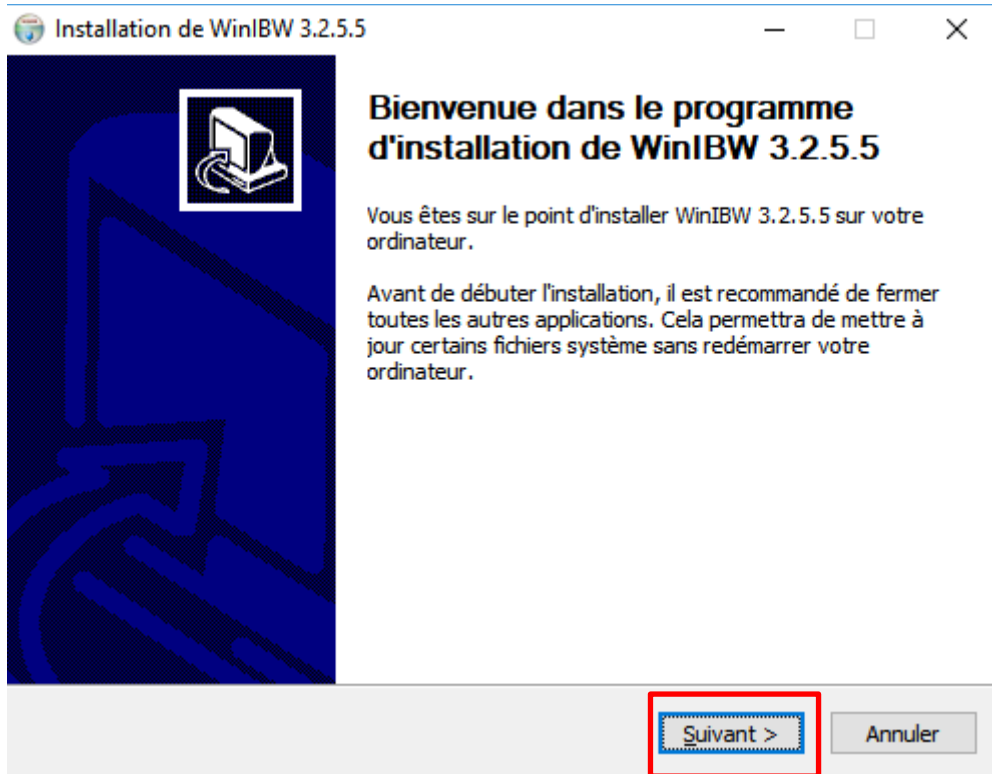 Installation de WinIBW 3.2.5.5
Bienvenue dans le programme
d'installation de WinIBW 3.2.5.5
Vous êtes sur le point d'installer WinIBW 3.2.5.5 sur votre
ordinateur.
Avant de débuter l'installation, il est recommandé de fermer
toutes les autres applications. Cela permettra de mettre à
jour certains fichiers système sans redémarrer votre
ordinateur.
Suivant >
Annuler